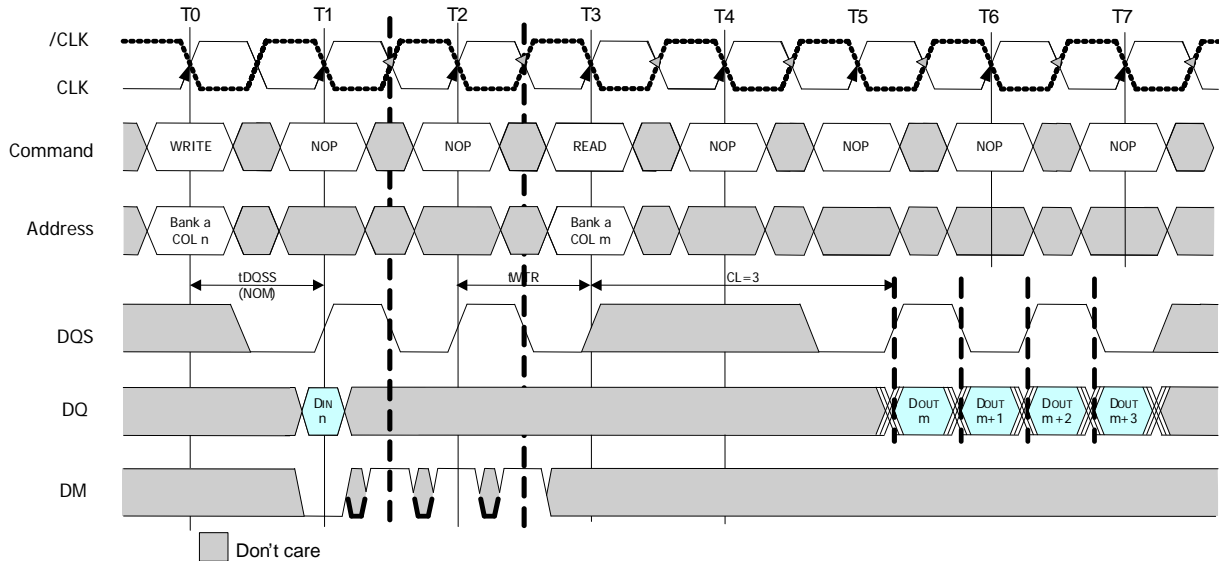 T0 T1 T2 T3 T4 T5 T6 T7
/CLK
CLK
Command WRITE NOP NOP READ NOP NOP NOP NOP
Address Bank a Bank a
COL n COL m
tDQSS tWTR CL=3
(NOM)
DQS
DQ DIN DOUT DOUT DOUT DOUT
n m m+1 m+2 m+3
DM
Don't care